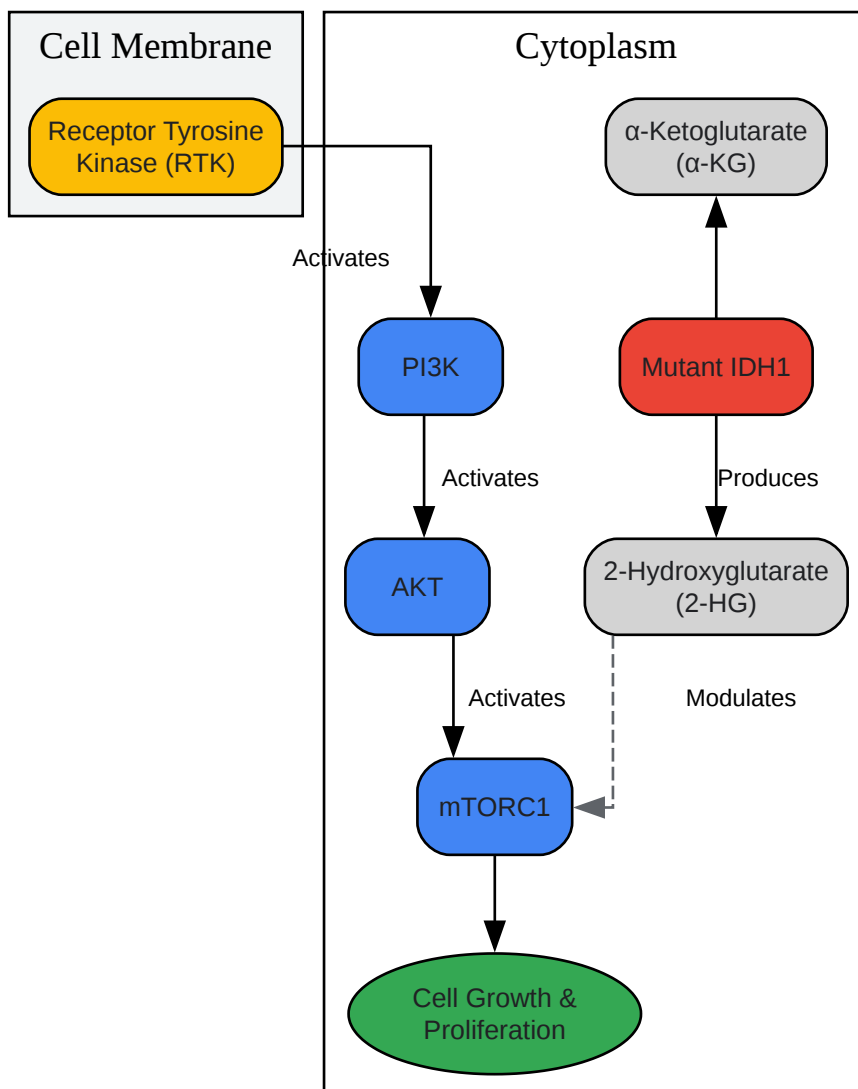 Cell Membrane
Cytoplasm
Receptor Tyrosine
Kinase (RTK)
α-Ketoglutarate
(α-KG)
Activates
PI3K
Mutant IDH1
Activates
Produces
AKT
2-Hydroxyglutarate
(2-HG)
Activates
Modulates
mTORC1
Cell Growth &
Proliferation